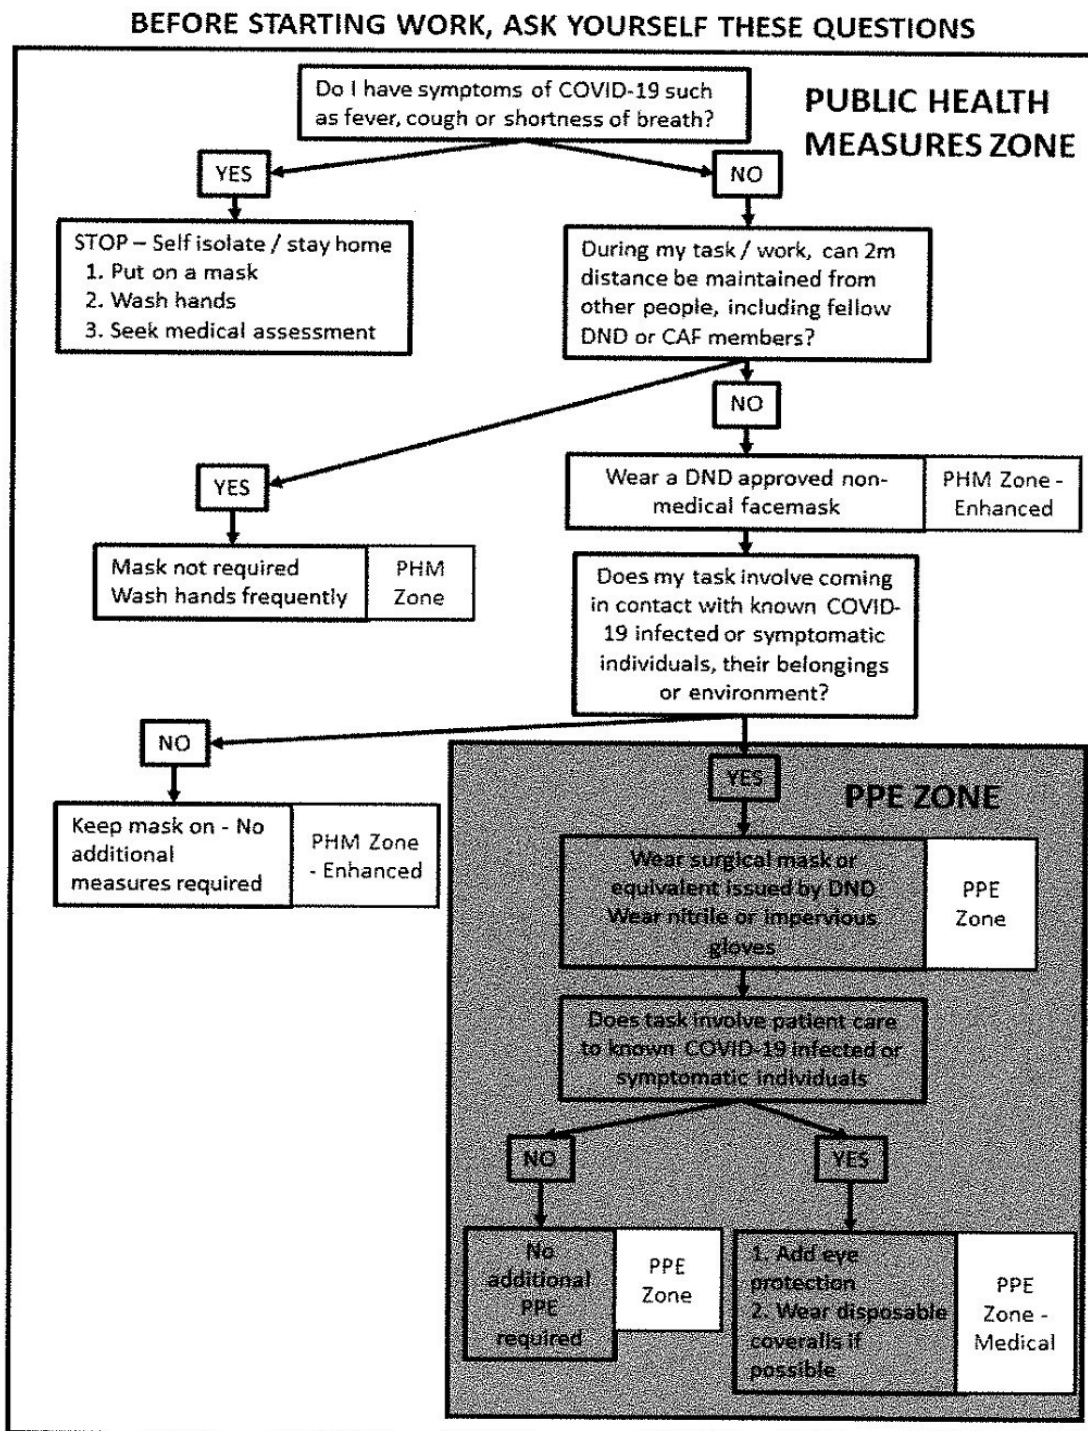 BEFORE STARTING WORK, ASK YOURSELF THESE QUESTIONS
PUBLIC HEALTH
MEASURES ZONE
Do I have symptoms of COVID-19 such
as fever, cough or shortness of breath?
YES
NO
STOP – Self isolate / stay home
1. Put on a mask
2. Wash hands
3. Seek medical assessment
During my task / work, can 2m
distance be maintained from
other people, including fellow
DND or CAF members?
NO
YES
Wear a DND approved non-
medical facemask
PHM Zone -
Enhanced
Mask not required
Wash hands frequently
PHM
Zone
Does my task involve coming
in contact with known COVID-
19 infected or symptomatic
individuals, their belongings
or environment?
NO
YES
PPE ZONE
Keep mask on - No
additional
measures required
PHM Zone
- Enhanced
Wear surgical mask or
equivalent issued by DND
Wear nitrile or impervious
gloves
PPE
Zone
Does task involve patient care
to known COVID-19 infected or
symptomatic individuals
NO
YES
No
additional
PPE
required
PPE
Zone
1. Add eye
protection
2. Wear disposable
coveralls if
possible
PPE
Zone -
Medical